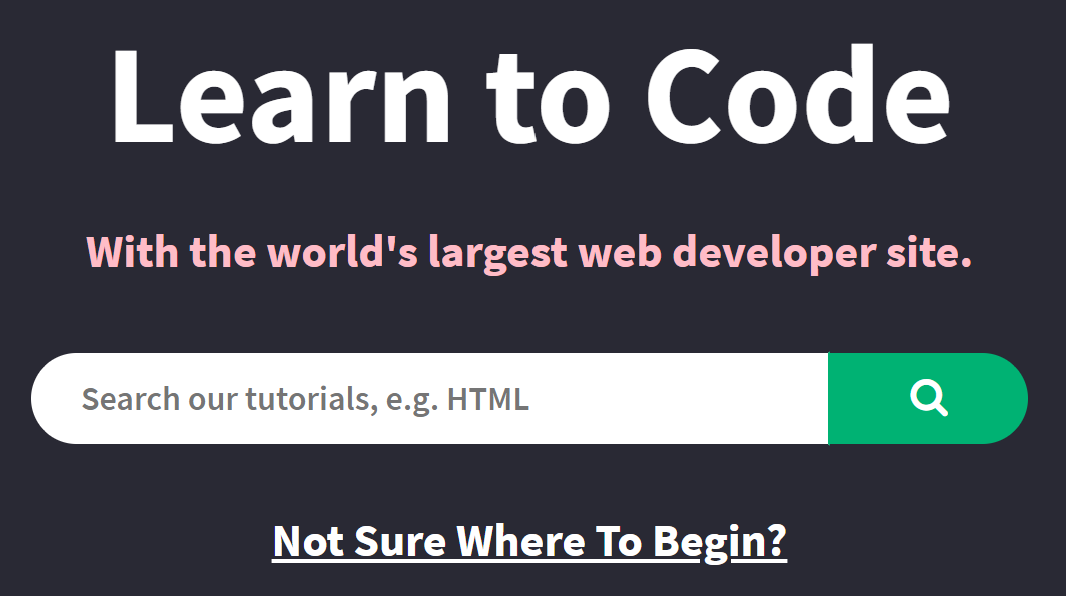 Learn to Code
With the world's largest web developer site.
Search our tutorials, e.g. HTML
Not Sure Where To Begin?